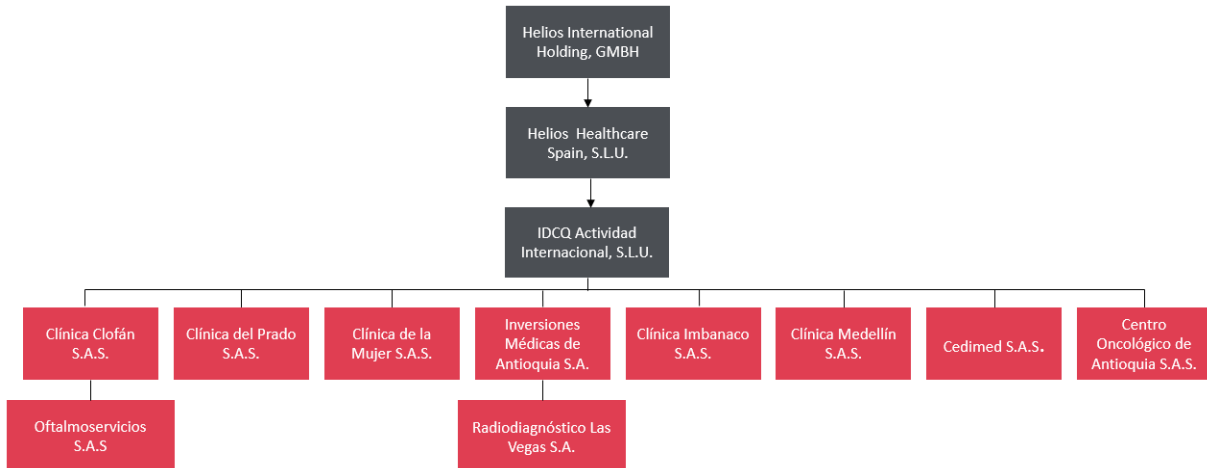 Helios International
Holding, GMBH
Helios Healthcare
Spain, S.L.U.
IDCQ Actividad
Internacional, S.L.U.
Clínica Clofán
S.A.S.
Clínica del Prado
S.A.S.
Clínica de la
Mujer S.A.S.
Inversiones
Médicas de
Antioquia S.A.
Clínica Imbanaco
S.A.S.
Clínica Medellín
S.A.S.
Cedimed S.A.S.
Centro
Oncológico de
Antioquia S.A.S.
Oftalmoservicios
S.A.S
Radiodiagnóstico Las
Vegas S.A.